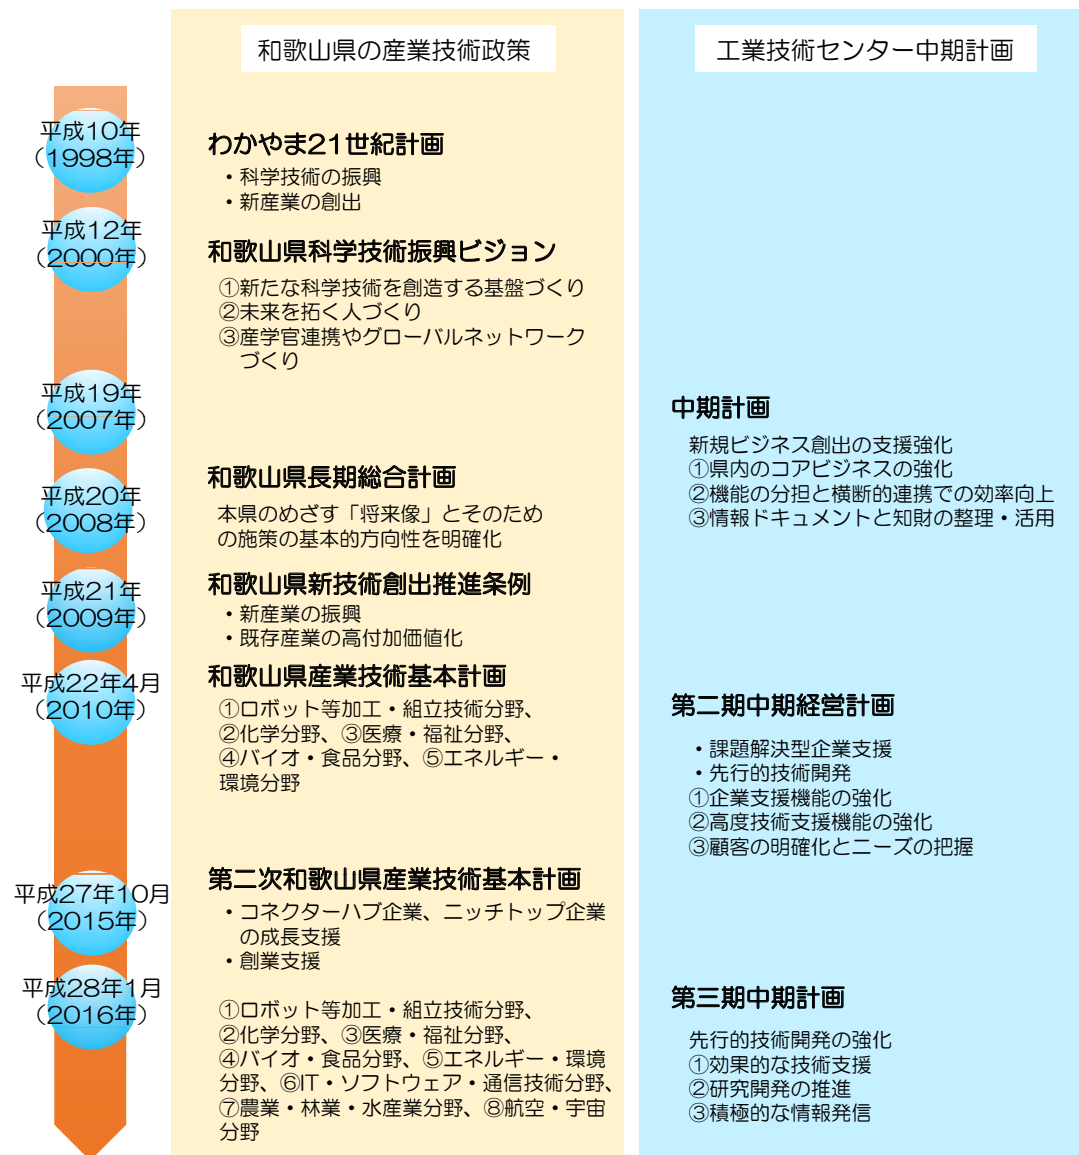 和歌山県の産業技術政策
工業技術センター中期計画
平成10年
（1998年）
わかやま21世紀計画
・科学技術の振興
・新産業の創出
平成12年
（2000年）
和歌山県科学技術振興ビジョン
①新たな科学技術を創造する基盤づくり
②未来を拓く人づくり
③産学官連携やグローバルネットワーク
づくり
平成19年
（2007年）
中期計画
新規ビジネス創出の支援強化
①県内のコアビジネスの強化
②機能の分担と横断的連携での効率向上
③情報ドキュメントと知財の整理・活用
平成20年
（2008年）
和歌山県長期総合計画
本県のめざす「将来像」とそのため
の施策の基本的方向性を明確化
平成21年
（2009年）
和歌山県新技術創出推進条例
・新産業の振興
・既存産業の高付加価値化
平成22年4月
（2010年）
和歌山県産業技術基本計画
①ロボット等加工・組立技術分野、
②化学分野、③医療・福祉分野、
④バイオ・食品分野、⑤エネルギー・
環境分野
第二期中期経営計画
・課題解決型企業支援
・先行的技術開発
①企業支援機能の強化
②高度技術支援機能の強化
③顧客の明確化とニーズの把握
平成27年10月
（2015年）
第二次和歌山県産業技術基本計画
・コネクターハブ企業、ニッチトップ企業
の成長支援
・創業支援
平成28年1月
（2016年）
①ロボット等加工・組立技術分野、
②化学分野、③医療・福祉分野、
④バイオ・食品分野、⑤エネルギー・環境
分野、⑥IT・ソフトウェア・通信技術分野、
⑦農業・林業・水産業分野、⑧航空・宇宙
分野
第三期中期計画
先行的技術開発の強化
①効果的な技術支援
②研究開発の推進
③積極的な情報発信